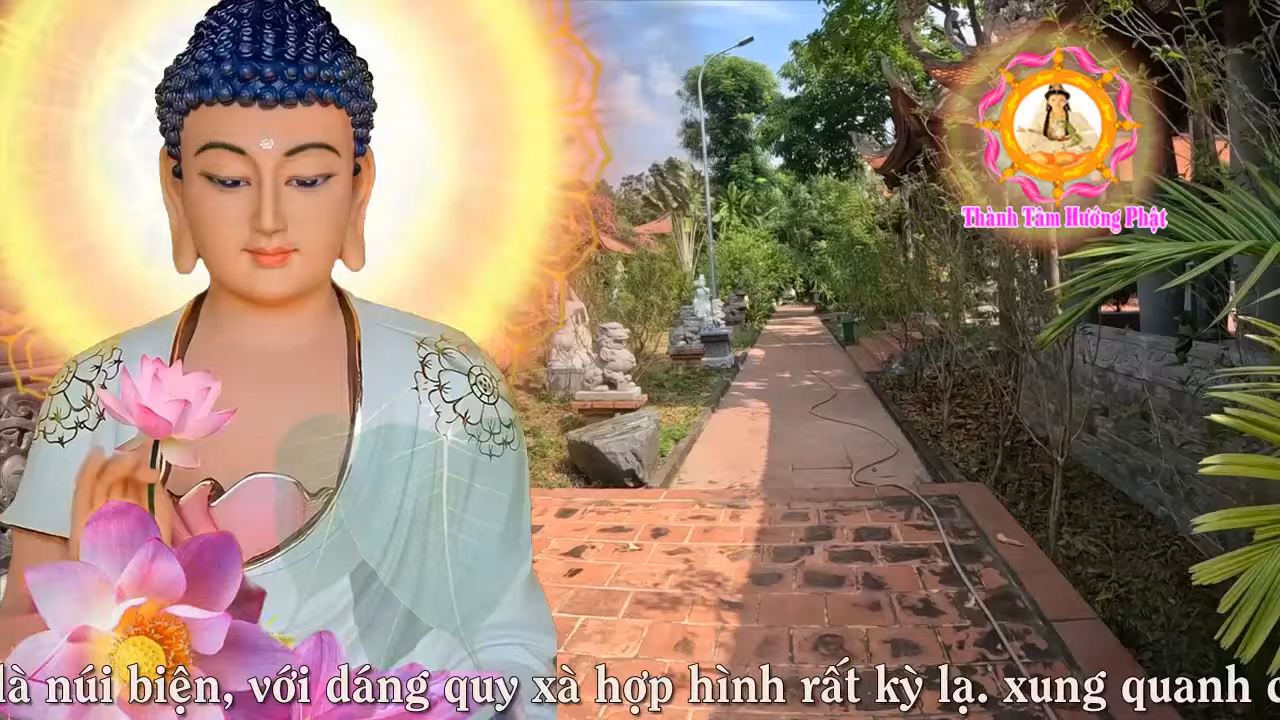 Thành Tâm Hướng Phật
là núi biện, với dáng quy xà hợp hình rất kỳ lạ. xung quanh